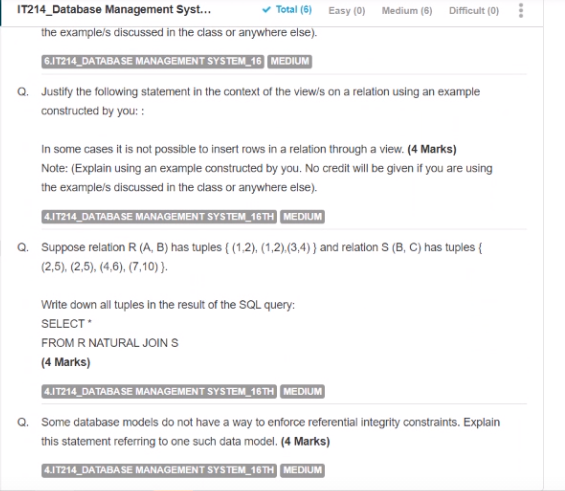 IT214_Database Management Syst...
✓ Total (6) Easy (0) Medium (6) Difficult (0)
the example/s discussed in the class or anywhere else).
6.IT214_DATABASE MANAGEMENT SYSTEM_16 MEDIUM
Q. Justify the following statement in the context of the view/s on a relation using an example
constructed by you: :
In some cases it is not possible to insert rows in a relation through a view. (4 Marks)
Note: (Explain using an example constructed by you. No credit will be given if you are using
the example/s discussed in the class or anywhere else).
4.IT214_DATABASE MANAGEMENT SYSTEM_16TH MEDIUM
Q. Suppose relation R (A, B) has tuples { (1,2), (1,2),(3,4) } and relation S (B, C) has tuples {
(2,5), (2,5), (4,6), (7,10) }.
Write down all tuples in the result of the SQL query:
SELECT *
FROM R NATURAL JOIN S
(4 Marks)
4.IT214_DATABASE MANAGEMENT SYSTEM_16TH MEDIUM
Q. Some database models do not have a way to enforce referential integrity constraints. Explain
this statement referring to one such data model. (4 Marks)
4.IT214_DATABASE MANAGEMENT SYSTEM_16TH MEDIUM